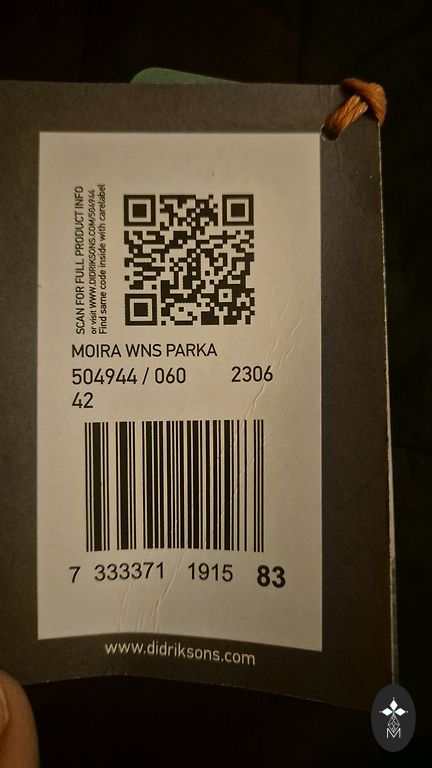 SCAN FOR FULL PRODUCT INFO
or visit WWW.DIDRIKSONS.COM/504944
Find same code inside with carelabel
MOIRA WNS PARKA
504944 / 060 2306
42
7 333371 1915 83
www.didriksons.com
M